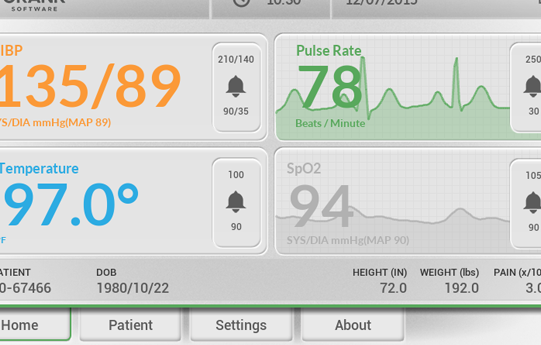 SOFTWARE
10:30
12/07/2015
IBP
135/89
210/140
90/35
S/DIA mmHg(MAP 89)
Pulse Rate
78
Beats / Minute
250
30
Temperature
97.0°
°F
100
90
SpO2
94
SYS/DIA mmHg(MAP 90)
105
90
ATIENT
0-67466
DOB
1980/10/22
HEIGHT (IN)
72.0
WEIGHT (lbs)
192.0
PAIN (x/10
3.0
Home
Patient
Settings
About